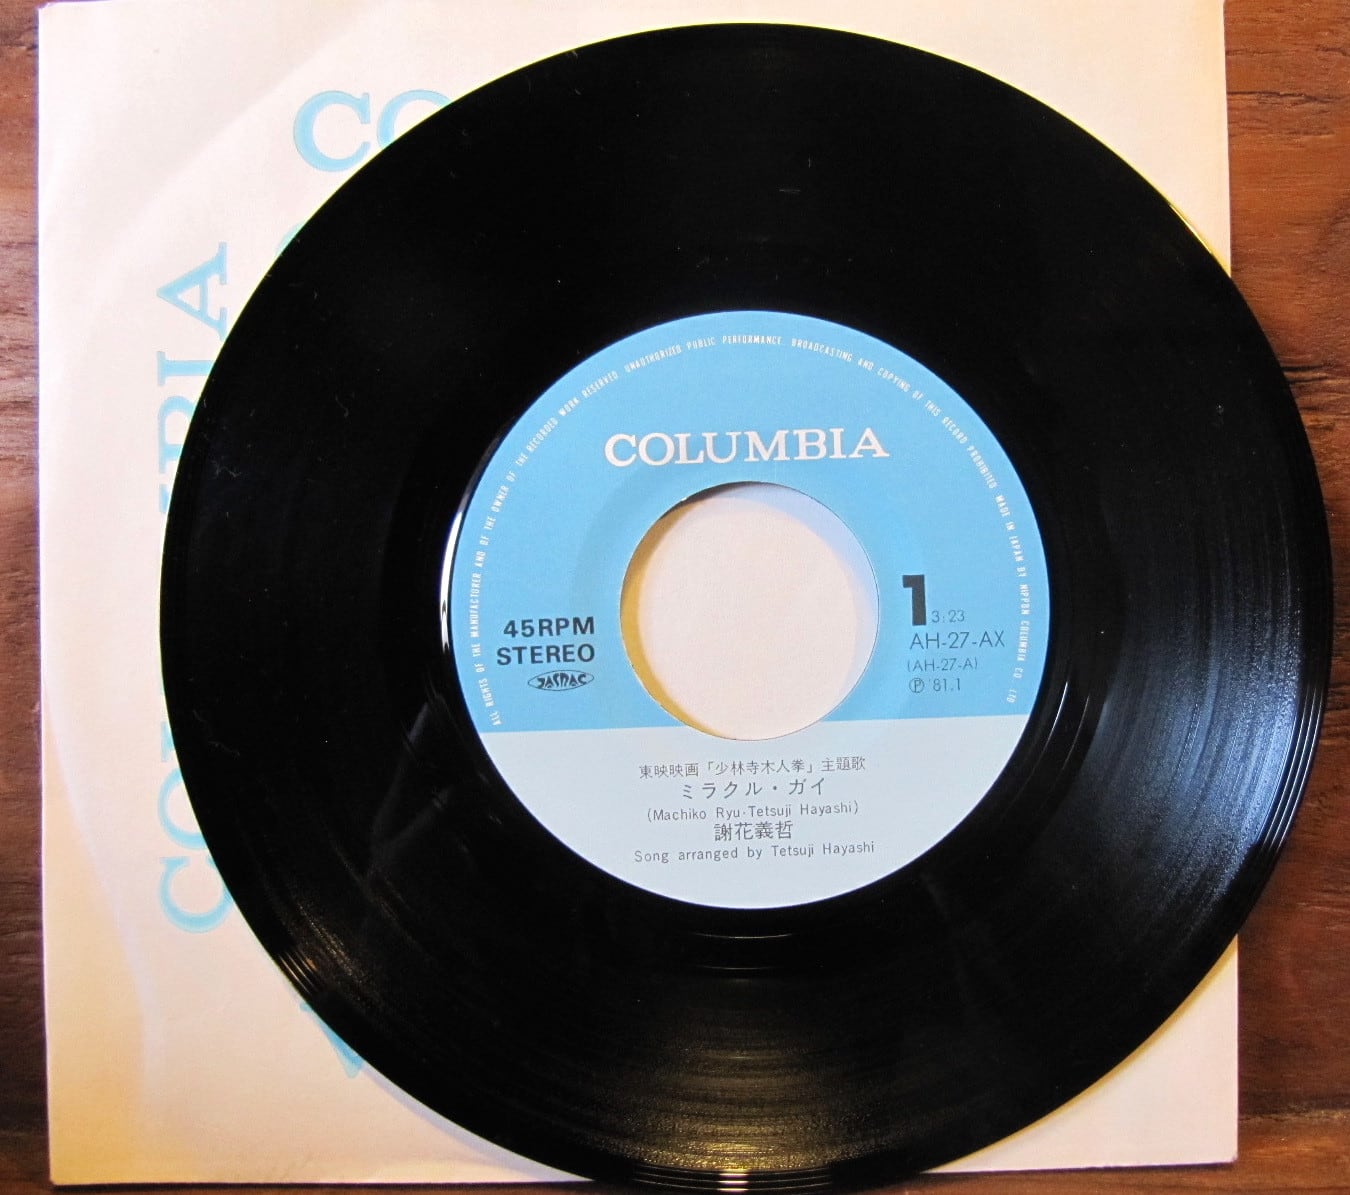 CO
COLUMBIA
ALL RIGHTS OF THE MANUFACTURER AND OF THE OWNER OF THE RECORDED WORK RESERVED UNAUTHORIZED PUBLIC PERFORMANCE BROADCASTING AND COPYING OF THIS RECORD PROHIBITED MADE IN JAPAN BY NIPPON COLUMBIA CO LTD
COLUMBIA
45RPM
STEREO
JASRAC
1 3:23
AH-27-AX
(AH-27-A)
Ⓟ '81.1
東映映画「少林寺木人拳」主題歌
ミラクル・ガイ
(Machiko Ryu・Tetsuji Hayashi)
謝花義哲
Song arranged by Tetsuji Hayashi